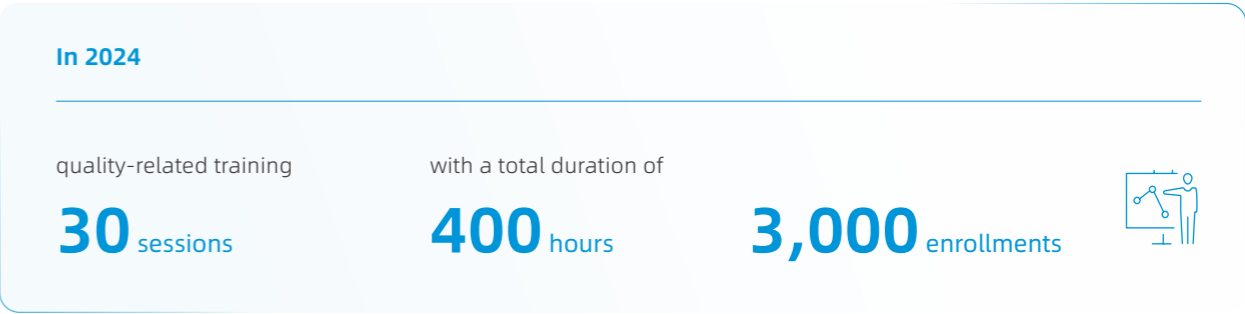 In 2024
quality-related training
30 sessions
with a total duration of
400 hours
3,000 enrollments